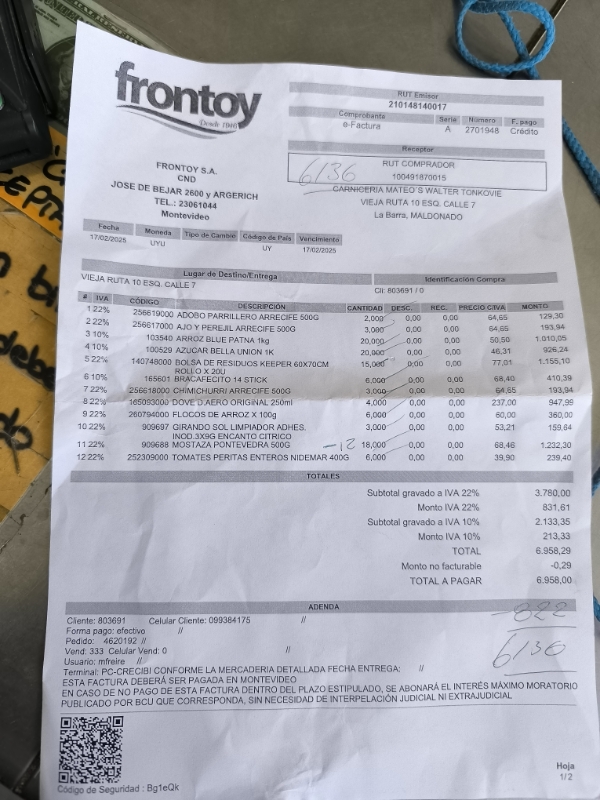 frontoy
Desde 1946
FRONTOY S.A.
CND
JOSE DE BEJAR 2600 y ARGERICH
TEL.: 23061044
Montevideo
RUT Emisor
210148140017
Comprobante Serie Número F. pago
e-Factura A 2701948 Crédito
Receptor
6136
RUT COMPRADOR
100491870015
CARNICERIA MATEO´S WALTER TONKOVIE
VIEJA RUTA 10 ESQ. CALLE 7
La Barra, MALDONADO
Fecha Moneda Tipo de Cambio Código de País Vencimiento
17/02/2025 UYU UY 17/02/2025
Lugar de Destino/Entrega Identificación Compra
VIEJA RUTA 10 ESQ. CALLE 7 CII: 803691 / 0
# IVA CÓDIGO DESCRIPCIÓN CANTIDAD DESC. REC. PRECIO C/IVA MONTO
1 22% 256619000 ADOBO PARRILLERO ARRECIFE 500G 2,000 0,00 0,00 64,65 129,30
2 22% 256617000 AJO Y PEREJIL ARRECIFE 500G 3,000 0,00 0,00 64,65 193,94
3 10% 103540 ARROZ BLUE PATNA 1kg 20,000 0,00 0,00 50,50 1.010,05
4 10% 100529 AZUCAR BELLA UNION 1K 20,000 0,00 0,00 46,31 926,24
5 22% 140748000 BOLSA DE RESIDUOS KEEPER 60X70CM 15,000 0,00 0,00 77,01 1.155,10
ROLLO X 20U
6 10% 165601 BRACAFECITO 14 STICK 6,000 0,00 0,00 68,40 410,39
7 22% 256618000 CHIMICHURRI ARRECIFE 500G 3,000 0,00 0,00 64,65 193,94
8 22% 165093000 DOVE D.AERO ORIGINAL 250ml 4,000 0,00 0,00 237,00 947,99
9 22% 260794000 FLOCOS DE ARROZ X 100g 6,000 0,00 0,00 60,00 360,00
10 22% 909697 GIRANDO SOL LIMPIADOR ADHES. 3,000 0,00 0,00 53,21 159,64
INOD.3X9G ENCANTO CITRICO
11 22% 909688 MOSTAZA PONTEVEDRA 500G -12 18,000 0,00 0,00 68,46 1.232,30
12 22% 252309000 TOMATES PERITAS ENTEROS NIDEMAR 400G 6,000 0,00 0,00 39,90 239,40
TOTALES
Subtotal gravado a IVA 22% 3.780,00
Monto IVA 22% 831,61
Subtotal gravado a IVA 10% 2.133,35
Monto IVA 10% 213,33
TOTAL 6.958,29
Monto no facturable -0,29
TOTAL A PAGAR 6.958,00
ADENDA
-822
6136
Cliente: 803691 Celular Cliente: 099384175 //
Forma pago: efectivo //
Pedido: 4620192 //
Vend: 333 Celular Vend: 0 //
Usuario: mfreire //
Terminal: PC-CRECIBI CONFORME LA MERCADERIA DETALLADA FECHA ENTREGA: //
ESTA FACTURA DEBERÁ SER PAGADA EN MONTEVIDEO
EN CASO DE NO PAGO DE ESTA FACTURA DENTRO DEL PLAZO ESTIPULADO, SE ABONARÁ EL INTERÉS MÁXIMO MORATORIO
PUBLICADO POR BCU QUE CORRESPONDA, SIN NECESIDAD DE INTERPELACIÓN JUDICIAL NI EXTRAJUDICIAL
Código de Seguridad : Bg1eQk
Hoja
1/2